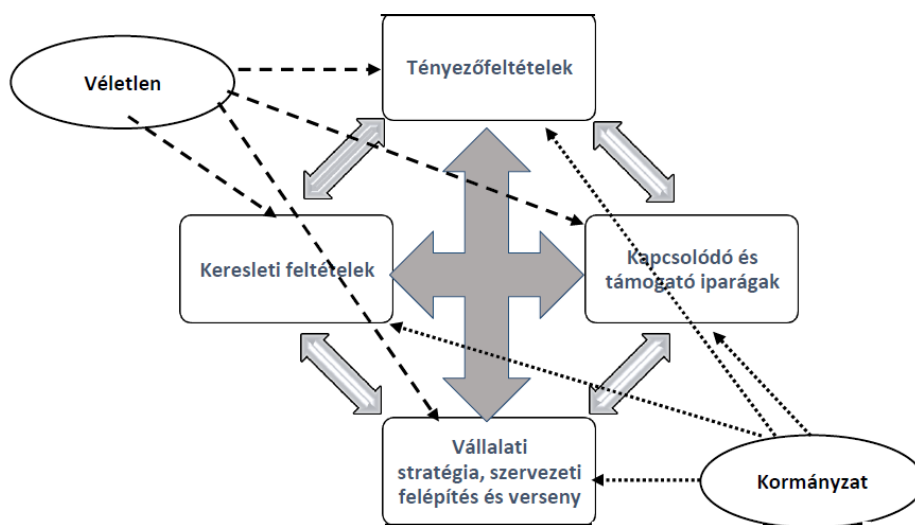 Tényezőfeltételek
Véletlen
Keresleti feltételek
Kapcsolódó és
támogató iparágak
Vállalati
stratégia, szervezeti
felépítés és verseny
Kormányzat